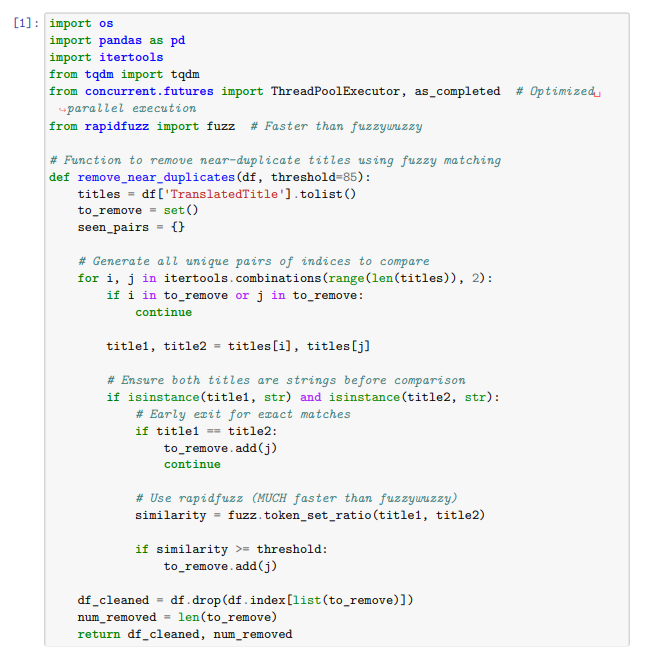 [1]: import os
import pandas as pd
import itertools
from tqdm import tqdm
from concurrent.futures import ThreadPoolExecutor, as_completed  # Optimized␣
↪parallel execution
from rapidfuzz import fuzz  # Faster than fuzzywuzzy

# Function to remove near-duplicate titles using fuzzy matching
def remove_near_duplicates(df, threshold=85):
    titles = df['TranslatedTitle'].tolist()
    to_remove = set()
    seen_pairs = {}

    # Generate all unique pairs of indices to compare
    for i, j in itertools.combinations(range(len(titles)), 2):
        if i in to_remove or j in to_remove:
            continue

        title1, title2 = titles[i], titles[j]

        # Ensure both titles are strings before comparison
        if isinstance(title1, str) and isinstance(title2, str):
            # Early exit for exact matches
            if title1 == title2:
                to_remove.add(j)
                continue

            # Use rapidfuzz (MUCH faster than fuzzywuzzy)
            similarity = fuzz.token_set_ratio(title1, title2)

            if similarity >= threshold:
                to_remove.add(j)

    df_cleaned = df.drop(df.index[list(to_remove)])
    num_removed = len(to_remove)
    return df_cleaned, num_removed